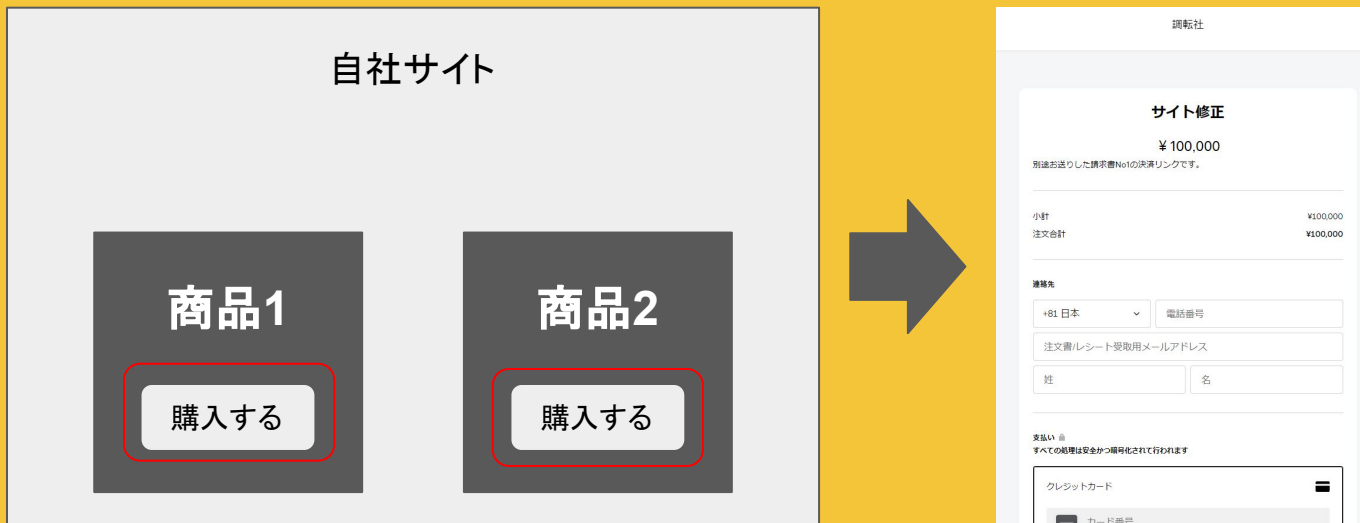 自社サイト
商品1
購入する
商品2
購入する
調転社
サイト修正
¥ 100,000
別途お送りした請求書No1の決済リンクです。
小計 ¥100,000
注文合計 ¥100,000
連絡先
+81 日本 電話番号
注文書/レシート受取用メールアドレス
姓 名
支払い
すべての処理は安全かつ暗号化されて行われます
クレジットカード
カード番号